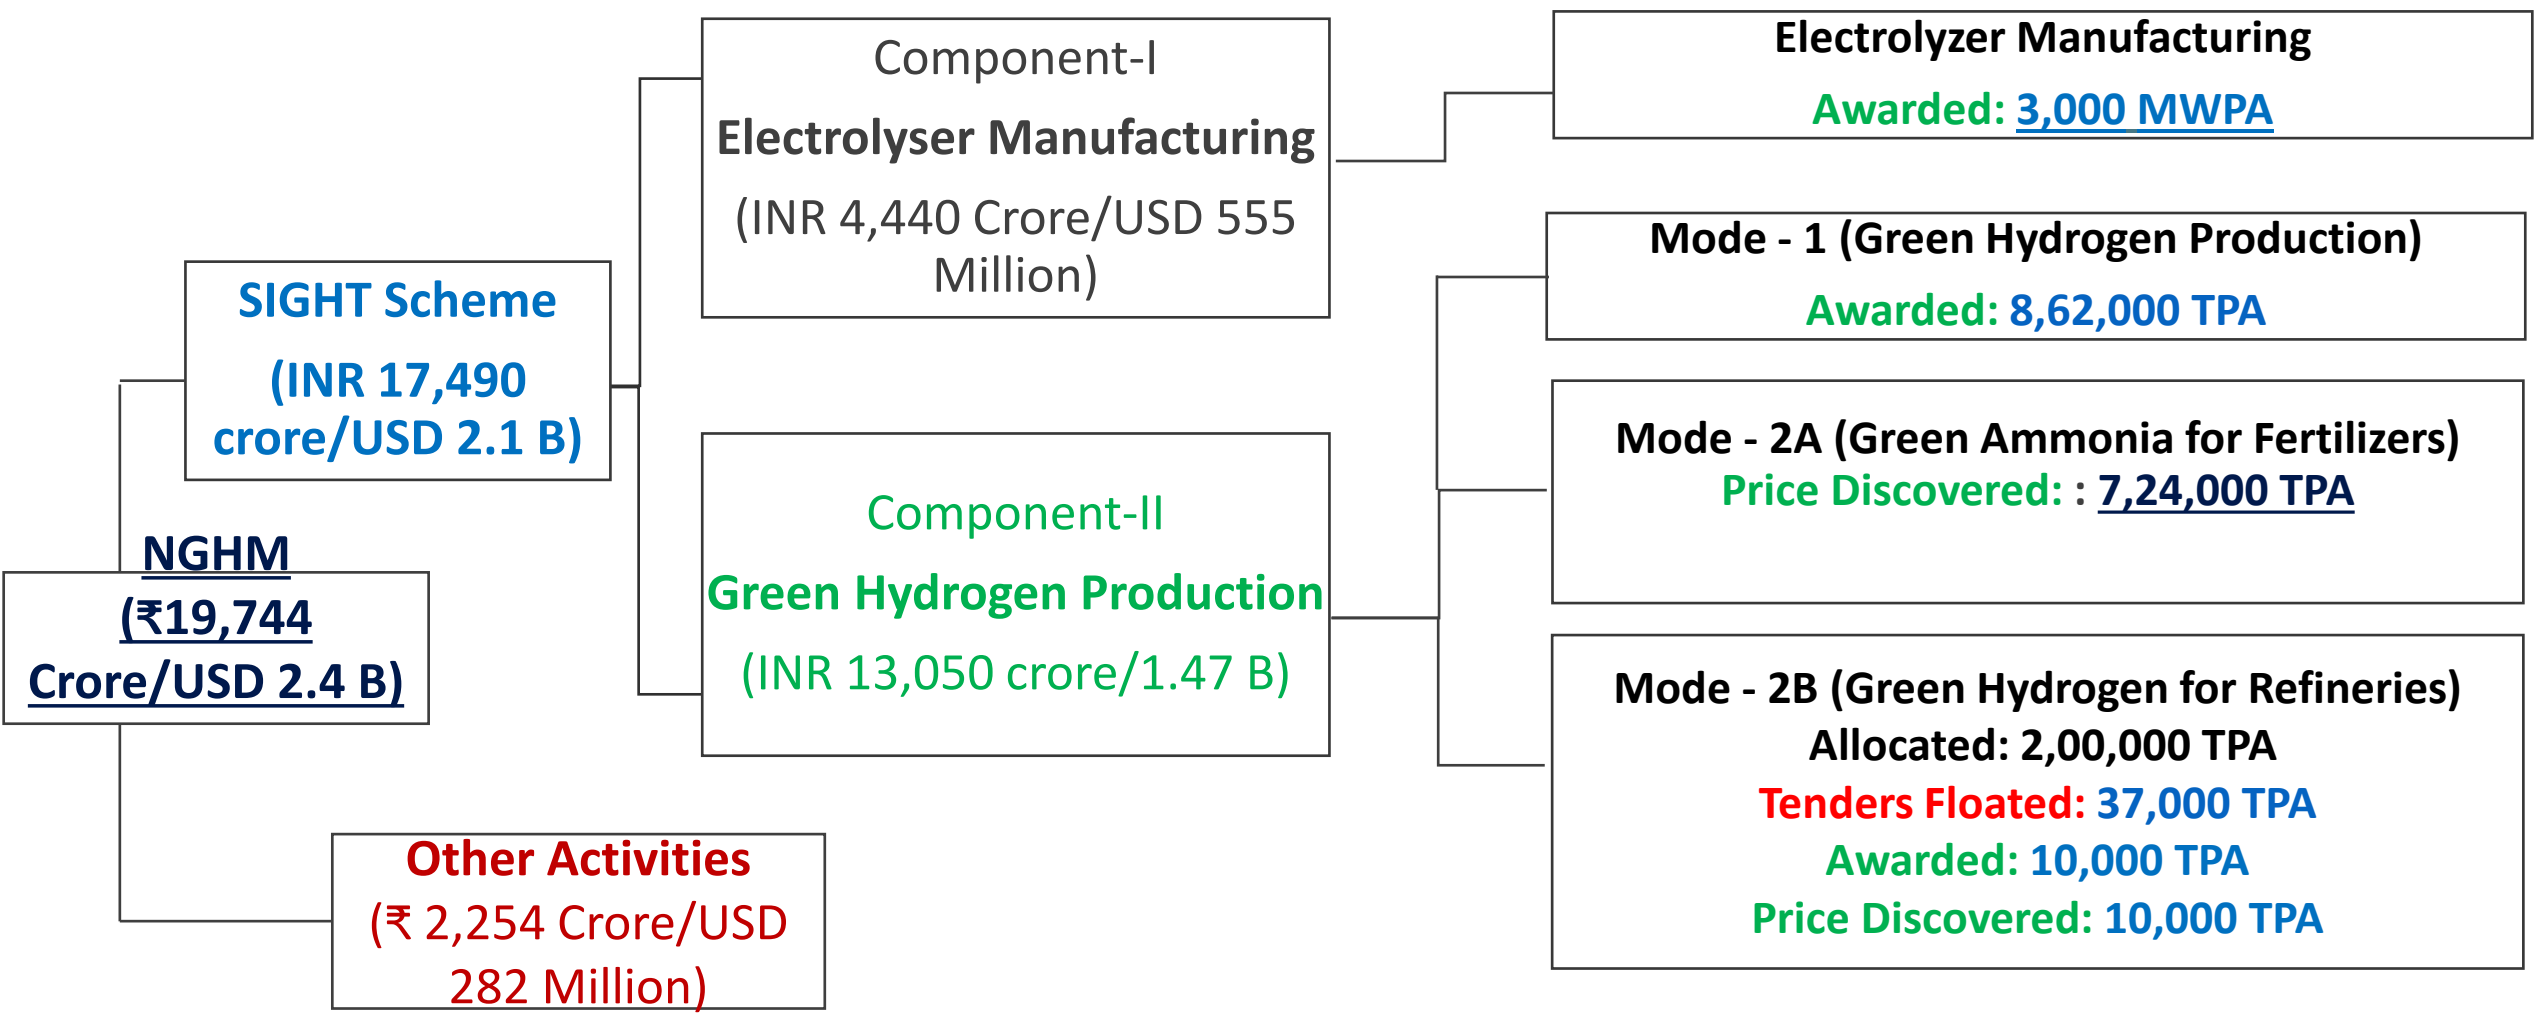 NGHM
(₹19,744
Crore/USD 2.4 B)
SIGHT Scheme
(INR 17,490
crore/USD 2.1 B)
Other Activities
(₹ 2,254 Crore/USD
282 Million)
Component-I
Electrolyser Manufacturing
(INR 4,440 Crore/USD 555
Million)
Component-II
Green Hydrogen Production
(INR 13,050 crore/1.47 B)
Electrolyzer Manufacturing
Awarded: 3,000 MWPA
Mode - 1 (Green Hydrogen Production)
Awarded: 8,62,000 TPA
Mode - 2A (Green Ammonia for Fertilizers)
Price Discovered: : 7,24,000 TPA
Mode - 2B (Green Hydrogen for Refineries)
Allocated: 2,00,000 TPA
Tenders Floated: 37,000 TPA
Awarded: 10,000 TPA
Price Discovered: 10,000 TPA